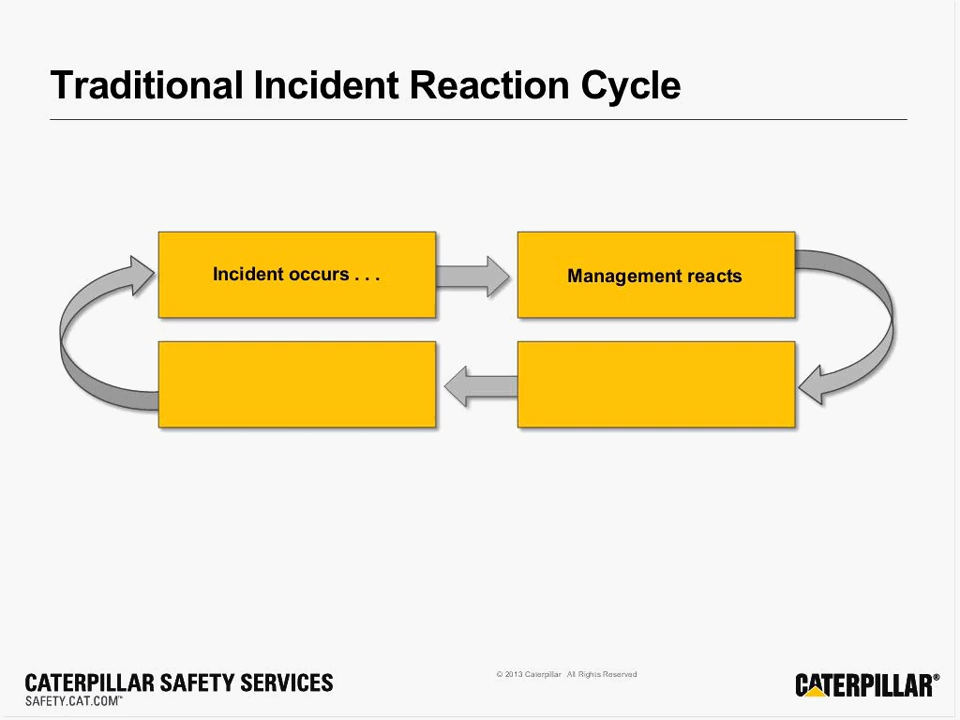 Traditional Incident Reaction Cycle
Incident occurs . . .
Management reacts
CATERPILLAR SAFETY SERVICES
SAFETY.CAT.COM™
© 2013 Caterpillar All Rights Reserved
CATERPILLAR®